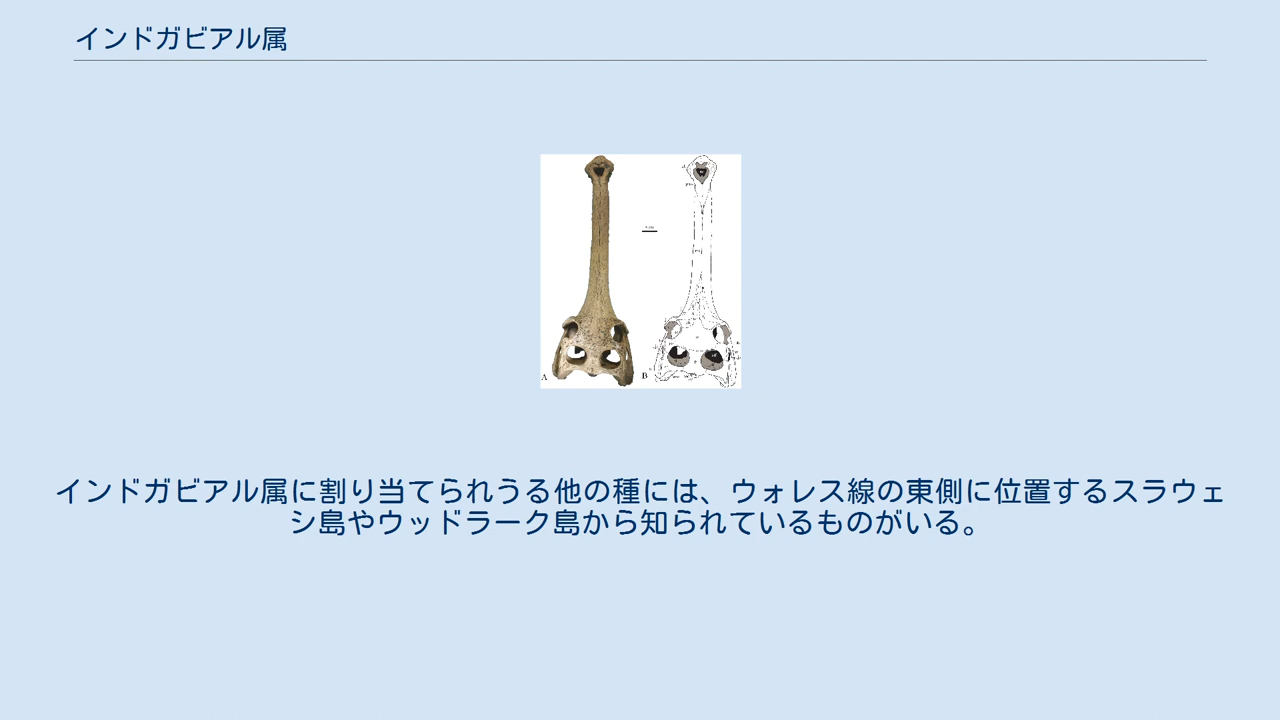 インドガビアル属
A
B
インドガビアル属に割り当てられうる他の種には、ウォレス線の東側に位置するスラウェ
シ島やウッドラーク島から知られているものがいる。